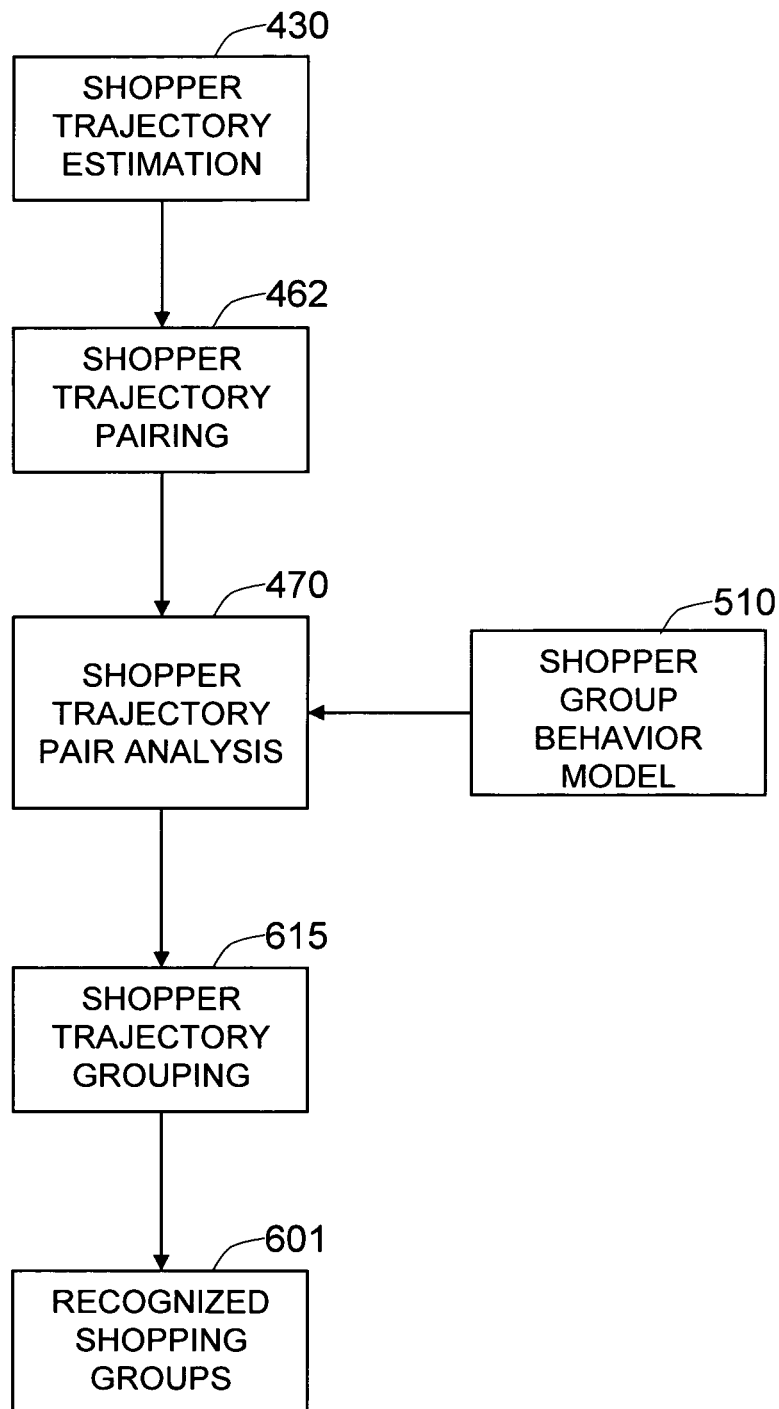 430
SHOPPER
TRAJECTORY
ESTIMATION
462
SHOPPER
TRAJECTORY
PAIRING
470
SHOPPER
TRAJECTORY
PAIR ANALYSIS
510
SHOPPER
GROUP
BEHAVIOR
MODEL
615
SHOPPER
TRAJECTORY
GROUPING
601
RECOGNIZED
SHOPPING
GROUPS